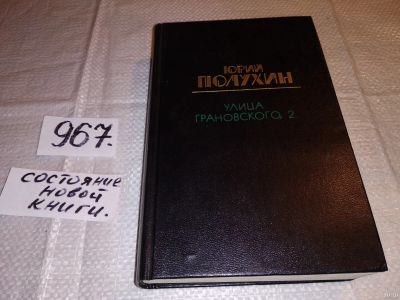 ЮРИЙ
ПОЛУХИН
УЛИЦА
ГРАНОВСКОГО, 2
967.
состояние
новой
книги.